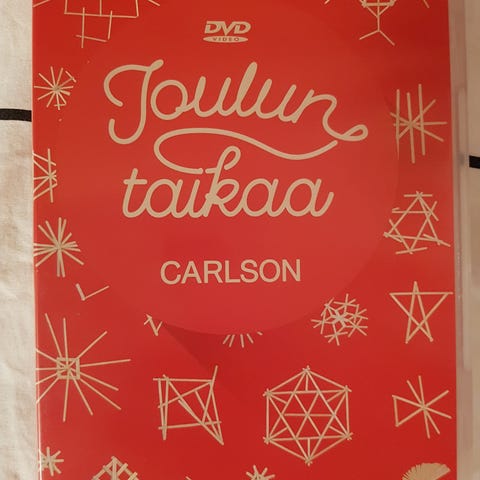 DVD
VIDEO
Joulun
taikaa
CARLSON